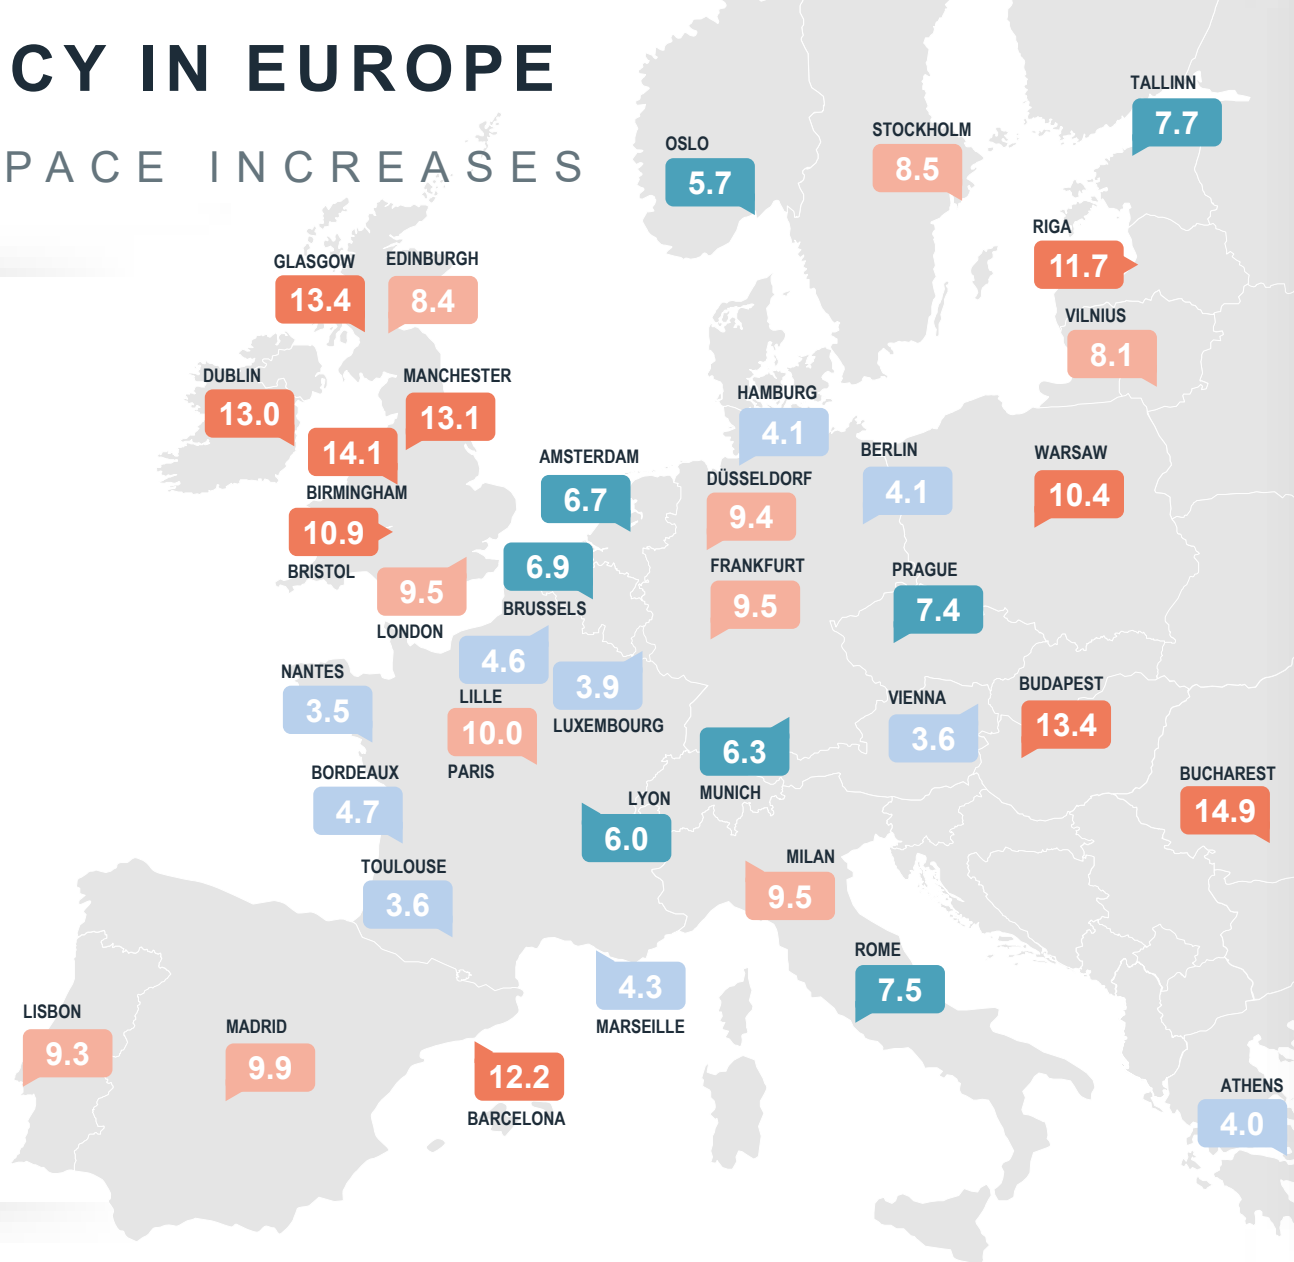 CY IN EUROPE
PACE INCREASES
TALLINN
7.7
STOCKHOLM
8.5
OSLO
5.7
RIGA
11.7
GLASGOW
13.4
EDINBURGH
8.4
VILNIUS
8.1
DUBLIN
13.0
MANCHESTER
13.1
HAMBURG
4.1
14.1
BIRMINGHAM
AMSTERDAM
6.7
BERLIN
4.1
WARSAW
10.4
DÜSSELDORF
9.4
10.9
BRISTOL
6.9
BRUSSELS
FRANKFURT
9.5
PRAGUE
7.4
9.5
LONDON
4.6
LILLE
3.9
LUXEMBOURG
NANTES
3.5
10.0
PARIS
VIENNA
3.6
BUDAPEST
13.4
6.3
MUNICH
BORDEAUX
4.7
LYON
6.0
BUCHAREST
14.9
TOULOUSE
3.6
MILAN
9.5
ROME
7.5
4.3
MARSEILLE
LISBON
9.3
MADRID
9.9
12.2
BARCELONA
ATHENS
4.0